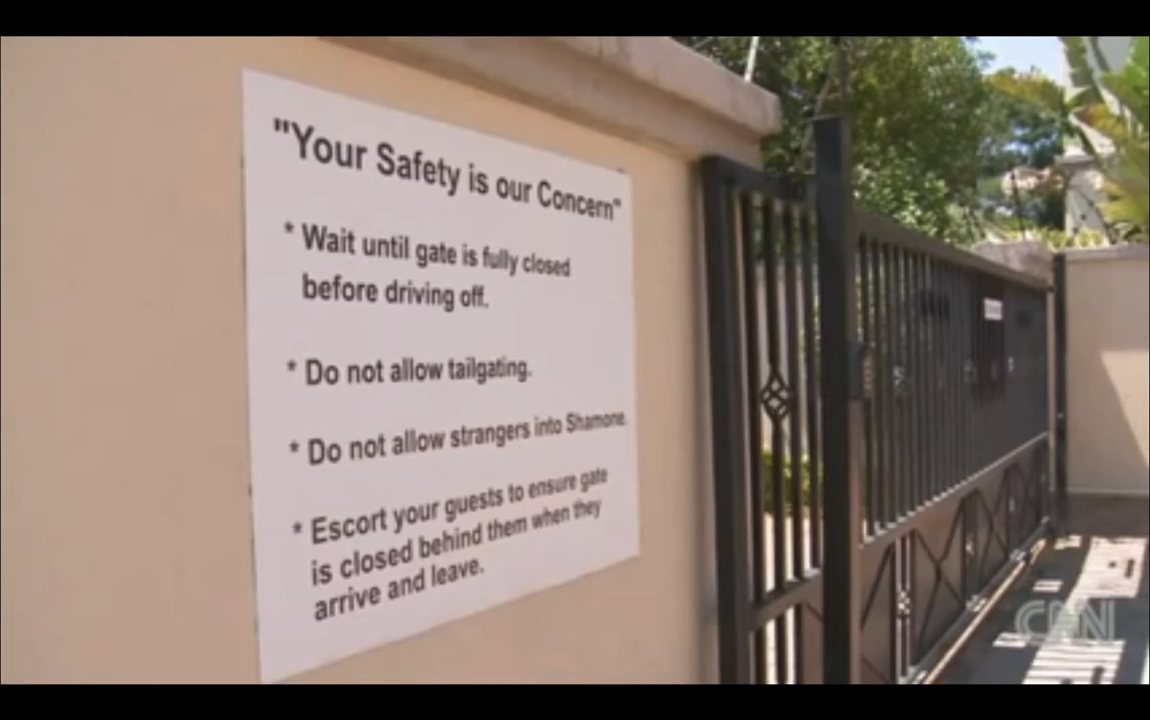 "Your Safety is our Concern"
* Wait until gate is fully closed
before driving off.
* Do not allow tailgating.
* Do not allow strangers into Shamone.
* Escort your guests to ensure gate
is closed behind them when they
arrive and leave.
CNN